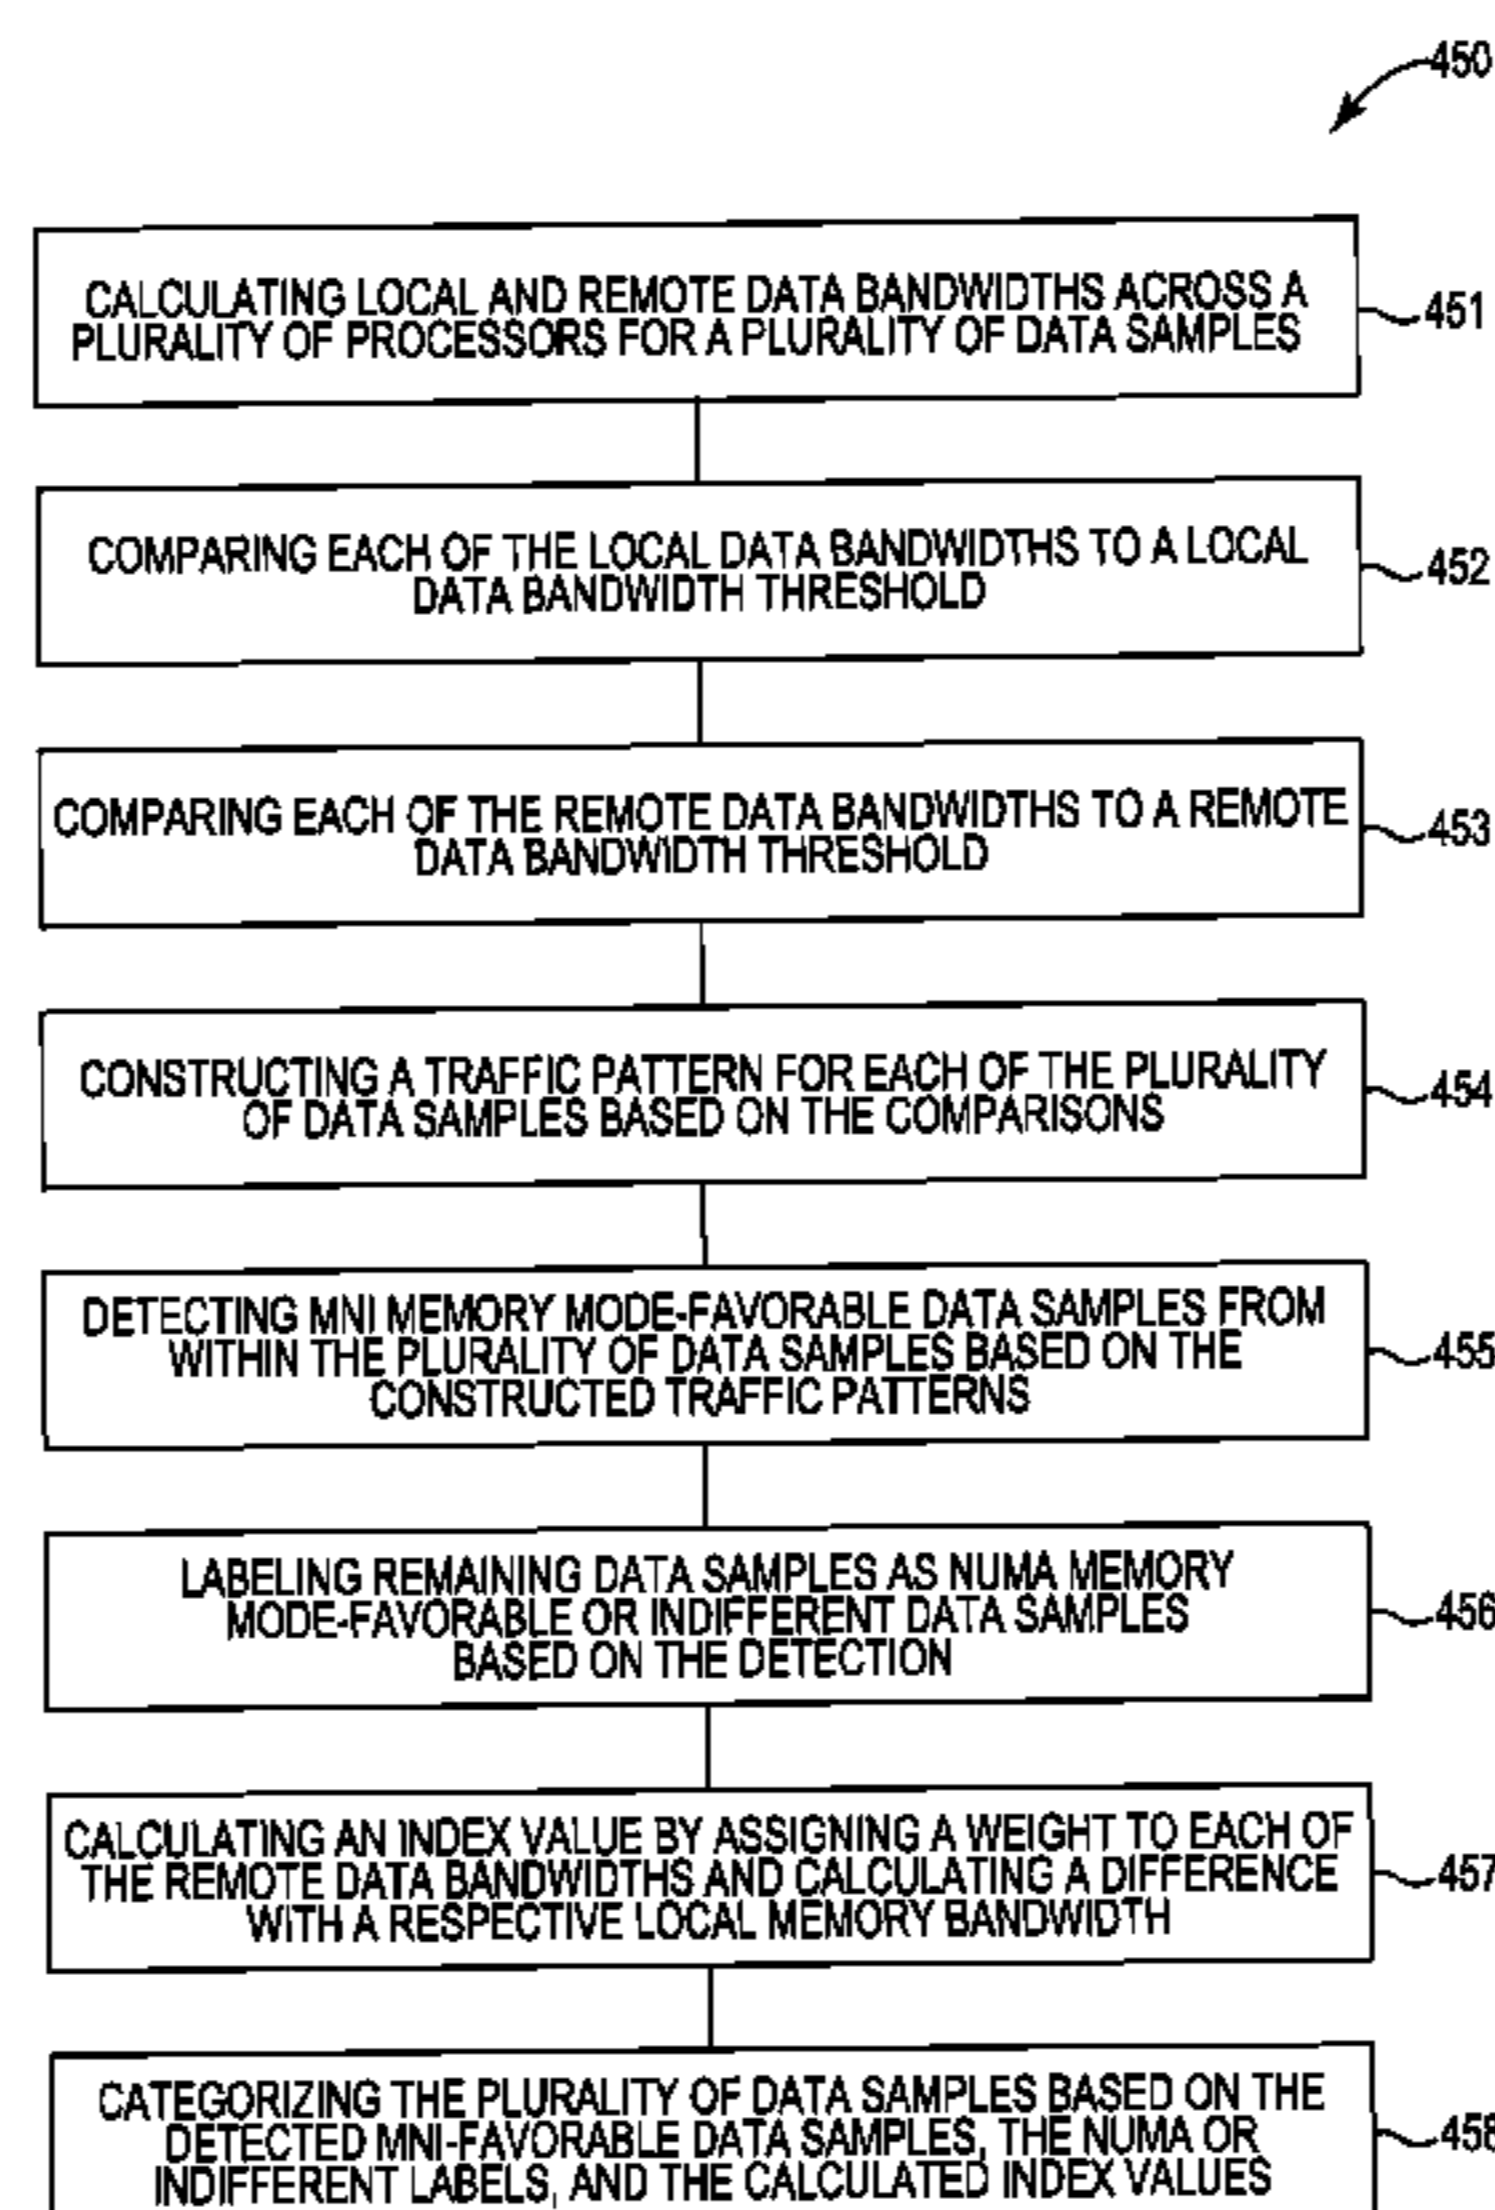 450
CALCULATING LOCAL AND REMOTE DATA BANDWIDTHS ACROSS A
PLURALITY OF PROCESSORS FOR A PLURALITY OF DATA SAMPLES
451
COMPARING EACH OF THE LOCAL DATA BANDWIDTHS TO A LOCAL
DATA BANDWIDTH THRESHOLD
452
COMPARING EACH OF THE REMOTE DATA BANDWIDTHS TO A REMOTE
DATA BANDWIDTH THRESHOLD
453
CONSTRUCTING A TRAFFIC PATTERN FOR EACH OF THE PLURALITY
OF DATA SAMPLES BASED ON THE COMPARISONS
454
DETECTING MNI MEMORY MODE-FAVORABLE DATA SAMPLES FROM
WITHIN THE PLURALITY OF DATA SAMPLES BASED ON THE
CONSTRUCTED TRAFFIC PATTERNS
455
LABELING REMAINING DATA SAMPLES AS NUMA MEMORY
MODE-FAVORABLE OR INDIFFERENT DATA SAMPLES
BASED ON THE DETECTION
456
CALCULATING AN INDEX VALUE BY ASSIGNING A WEIGHT TO EACH OF
THE REMOTE DATA BANDWIDTHS AND CALCULATING A DIFFERENCE
WITH A RESPECTIVE LOCAL MEMORY BANDWIDTH
457
CATEGORIZING THE PLURALITY OF DATA SAMPLES BASED ON THE
DETECTED MNI-FAVORABLE DATA SAMPLES, THE NUMA OR
INDIFFERENT LABELS, AND THE CALCULATED INDEX VALUES
458